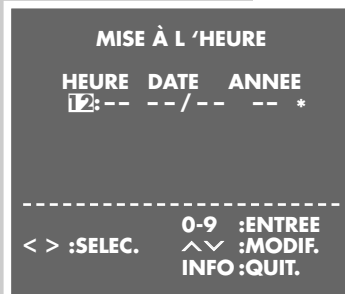 MISE À L ‘HEURE
HEURE DATE ANNEE
12:-- --/-- -- *
0-9 :ENTREE
< > :SELEC. ∧∨ :MODIF.
INFO :QUIT.